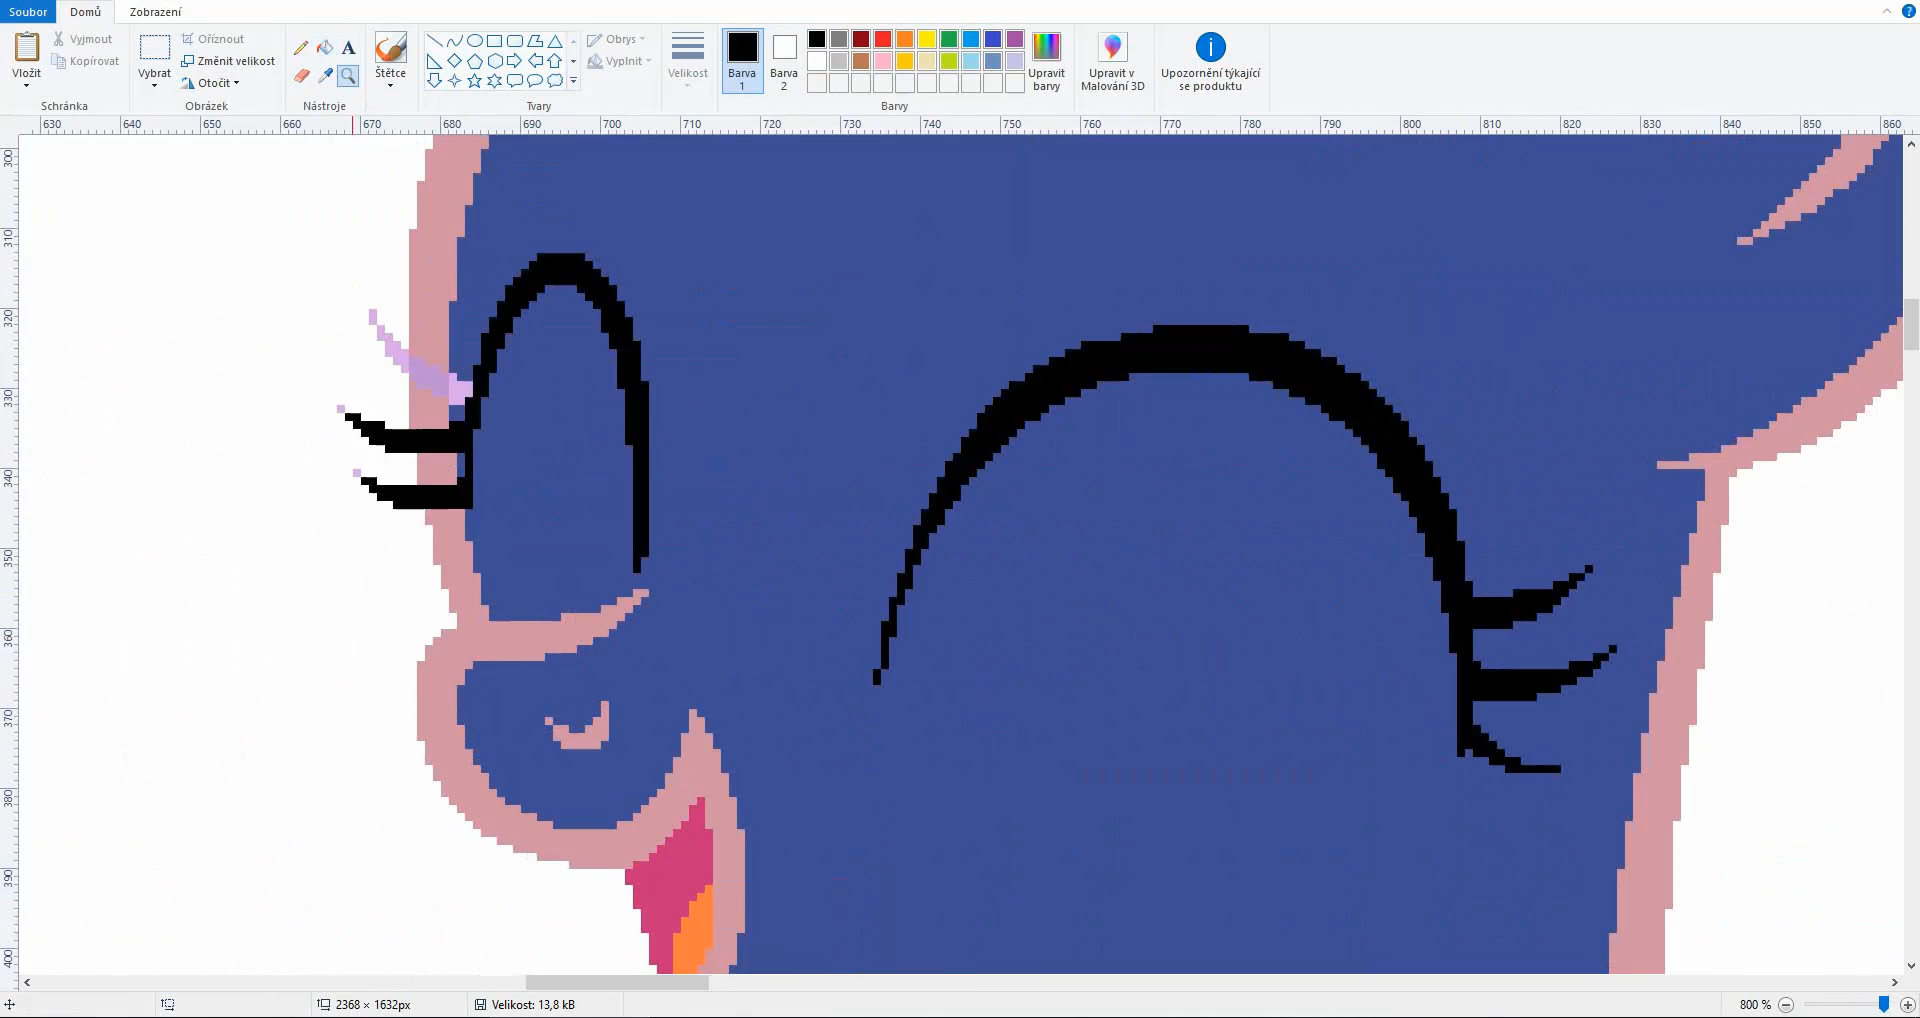 Soubor Domů Zobrazení
Vložit
Vyjmout
Kopírovat
Schránka
Vybrat
Oříznout
Změnit velikost
Otočit
Obrázek
A
Nástroje
Štětce
Obrys
Vyplnit
Tvary
Velikost
Barva 1
Barva 2
Upravit barvy
Barvy
Upravit v Malování 3D
Upozornění týkající se produktu
630 640 650 660 670 680 690 700 710 720 730 740 750 760 770 780 790 800 810 820 830 840 850 860
300
310
320
330
340
350
360
370
380
390
400
2368 × 1632px Velikost: 13,8 kB 800 %